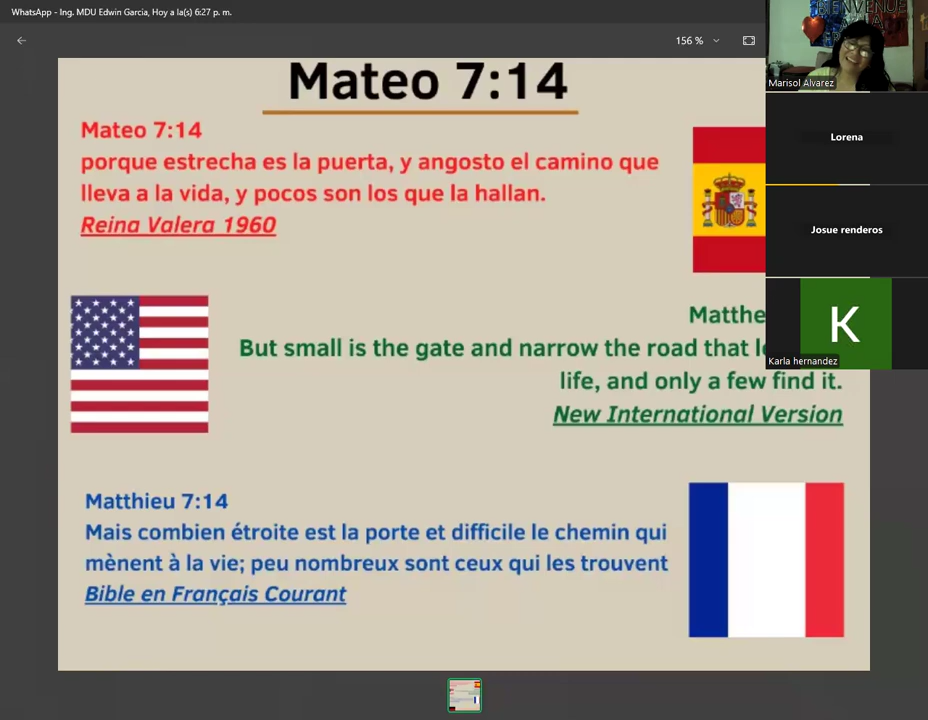 WhatsApp - Ing. MDU Edwin Garcia, Hoy a la(s) 6:27 p. m.
156 %
BIENVENUE
Marisol Alvarez
Lorena
Josue renderos
K
Karla hernandez
Mateo 7:14
Mateo 7:14
porque estrecha es la puerta, y angosto el camino que
lleva a la vida, y pocos son los que la hallan.
Reina Valera 1960
Matthe
But small is the gate and narrow the road that
life, and only a few find it.
New International Version
Matthieu 7:14
Mais combien étroite est la porte et difficile le chemin qui
mènent à la vie; peu nombreux sont ceux qui les trouvent
Bible en Français Courant